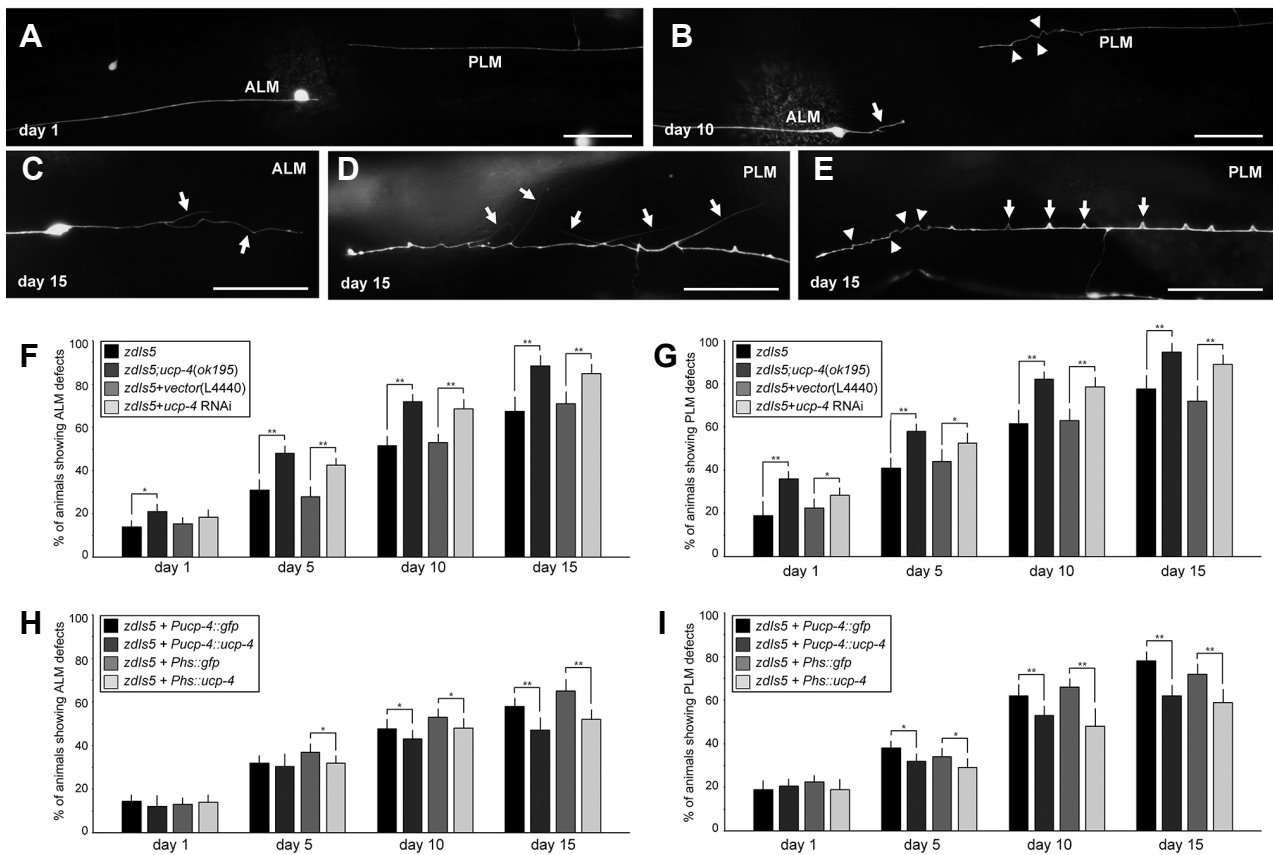 A
ALM
PLM
day 1
B
ALM
PLM
day 10
C
ALM
day 15
D
PLM
day 15
E
PLM
day 15
F
% of animals showing ALM defects
100
80
60
40
20
0
zdIs5
zdIs5;ucp-4(ok195)
zdIs5+vector(L4440)
zdIs5+ucp-4 RNAi
*
**
**
**
**
**
**
day 1
day 5
day 10
day 15
G
% of animals showing PLM defects
100
80
60
40
20
0
zdIs5
zdIs5;ucp-4(ok195)
zdIs5+vector(L4440)
zdIs5+ucp-4 RNAi
**
*
**
*
**
**
**
**
day 1
day 5
day 10
day 15
H
% of animals showing ALM defects
100
80
60
40
20
0
zdIs5 + Pucp-4::gfp
zdIs5 + Pucp-4::ucp-4
zdIs5 + Phs::gfp
zdIs5 + Phs::ucp-4
*
*
*
**
**
day 1
day 5
day 10
day 15
I
% of animals showing PLM defects
100
80
60
40
20
0
zdIs5 + Pucp-4::gfp
zdIs5 + Pucp-4::ucp-4
zdIs5 + Phs::gfp
zdIs5 + Phs::ucp-4
*
*
**
**
**
**
day 1
day 5
day 10
day 15